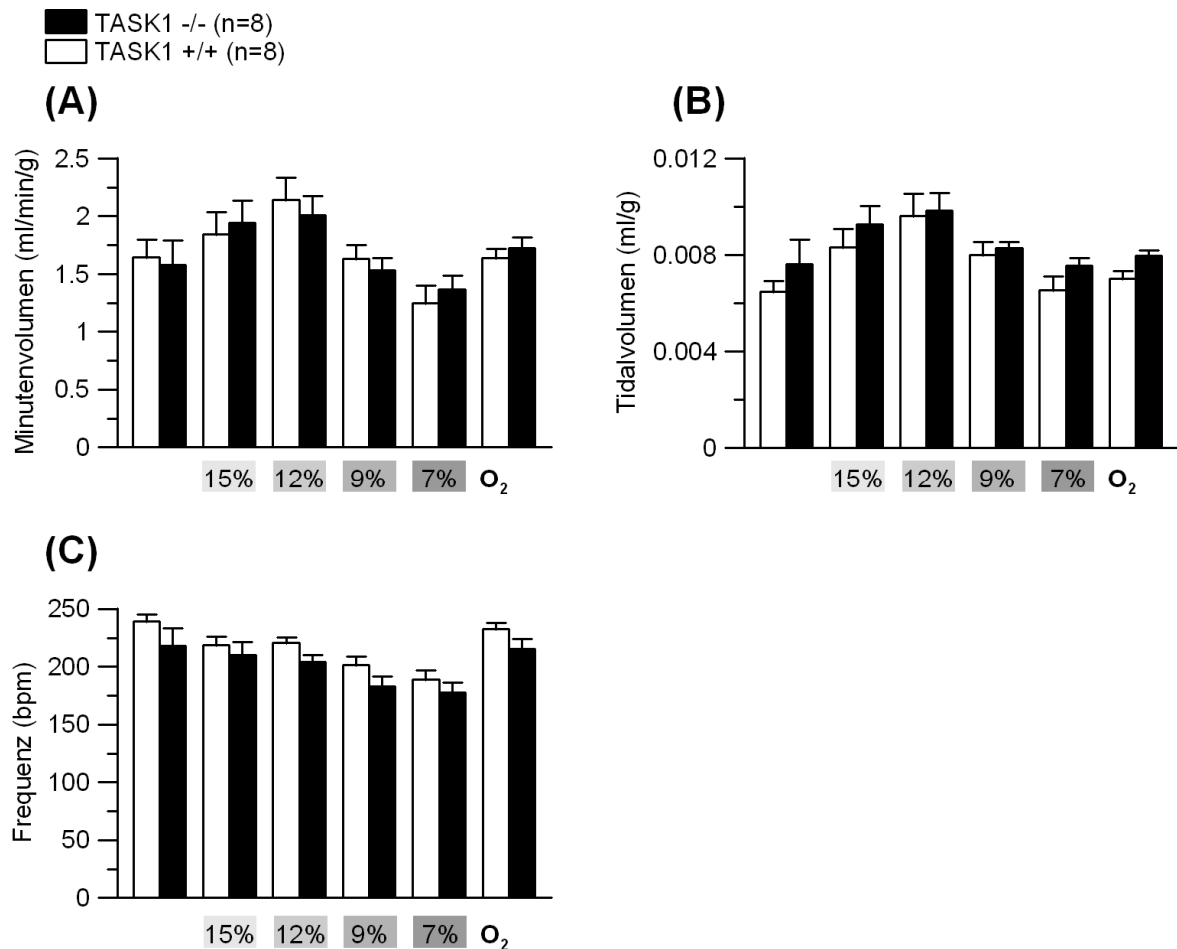 TASK1 -/- (n=8)
TASK1 +/+ (n=8)
(A)
Minutenvolumen (ml/min/g)
2.5
2
1.5
1
0.5
0
15% 12% 9% 7% O₂
(B)
Tidalvolumen (ml/g)
0.012
0.008
0.004
0
15% 12% 9% 7% O₂
(C)
Frequenz (bpm)
250
200
150
100
50
0
15% 12% 9% 7% O₂